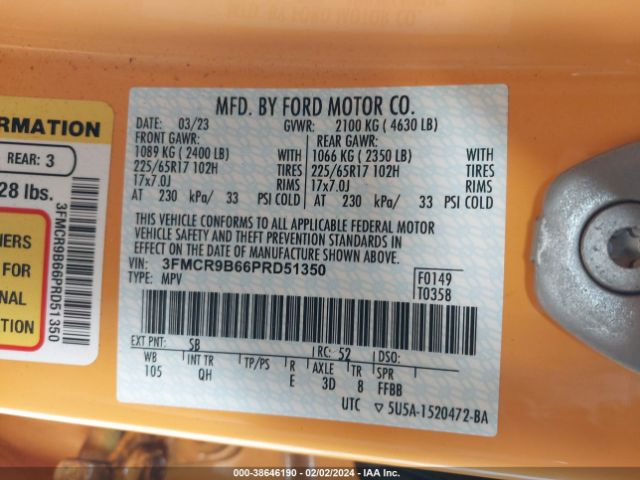 MFD. BY FORD MOTOR CO.
DATE: 03/23 GVWR: 2100 KG ( 4630 LB)
FRONT GAWR: REAR GAWR:
1089 KG ( 2400 LB) WITH 1066 KG ( 2350 LB) WITH
225/65R17 102H TIRES 225/65R17 102H TIRES
17x7.0J RIMS 17x7.0J RIMS
AT 230 kPa/ 33 PSI COLD AT 230 kPa/ 33 PSI COLD
THIS VEHICLE CONFORMS TO ALL APPLICABLE FEDERAL MOTOR
VEHICLE SAFETY AND THEFT PREVENTION STANDARDS IN
EFFECT ON THE DATE OF MANUFACTURE SHOWN ABOVE.
VIN: 3FMCR9B66PRD51350
TYPE: MPV
F0149
T0358
EXT PNT: SB RC: 52 DSO:
WB INT TR TP/PS R AXLE TR SPR
105 QH E 3D 8 FFBB
UTC ▽ 5U5A-1520472-BA
ORMATION
REAR: 3
28 lbs.
NERS
FOR
NAL
3FMCR9B66PRD51350
000-38646190 - 02/02/2024 - IAA Inc.